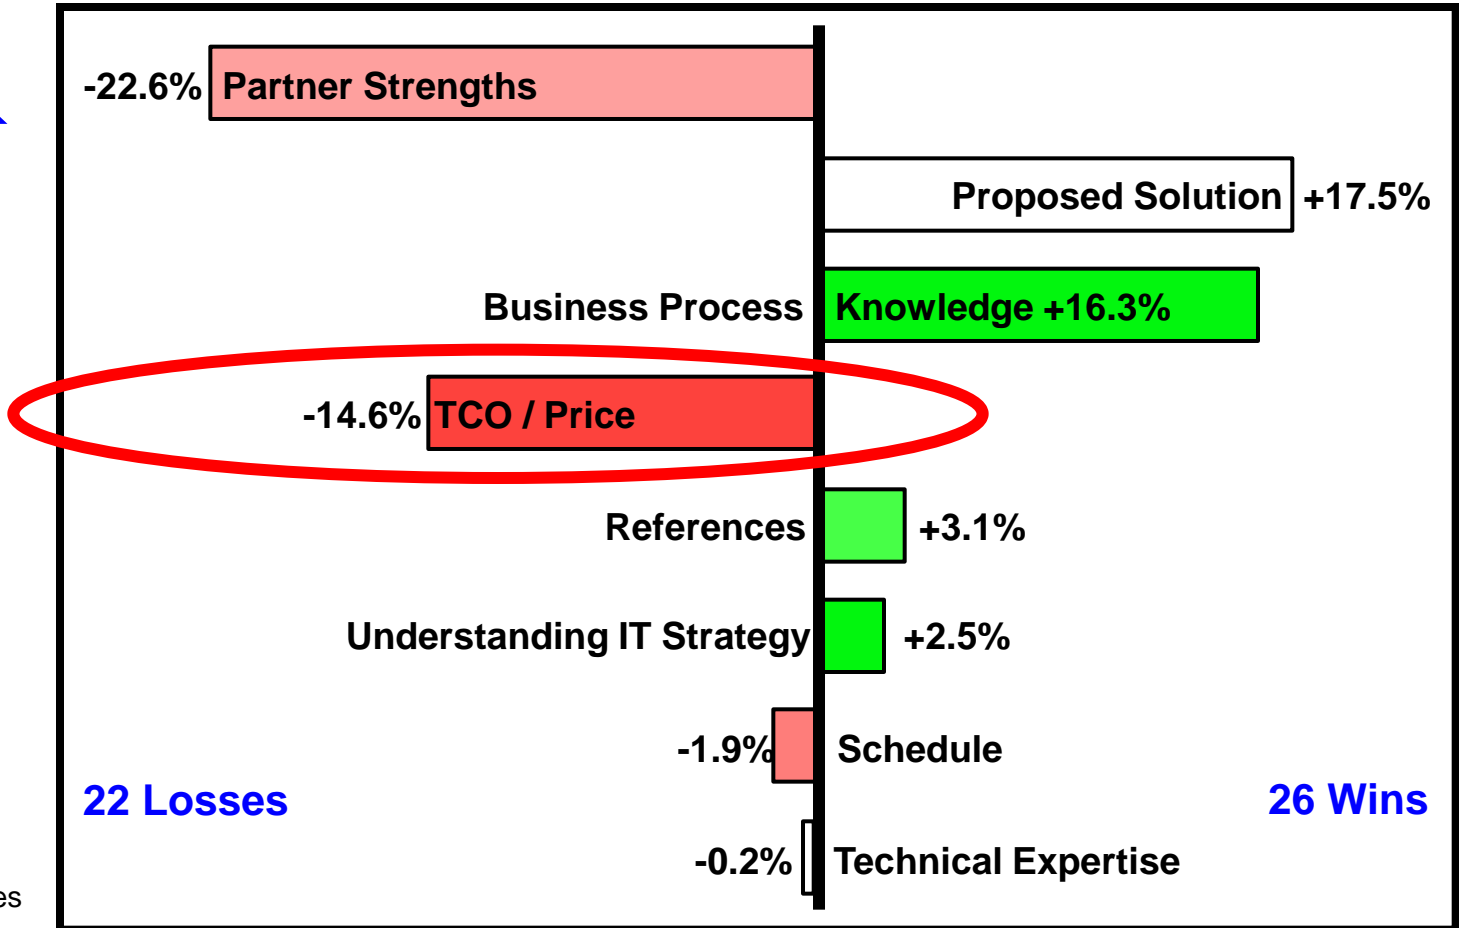 -22.6% Partner Strengths
Proposed Solution +17.5%
Business Process Knowledge +16.3%
-14.6% TCO / Price
References +3.1%
Understanding IT Strategy +2.5%
-1.9% Schedule
22 Losses
26 Wins
-0.2% Technical Expertise